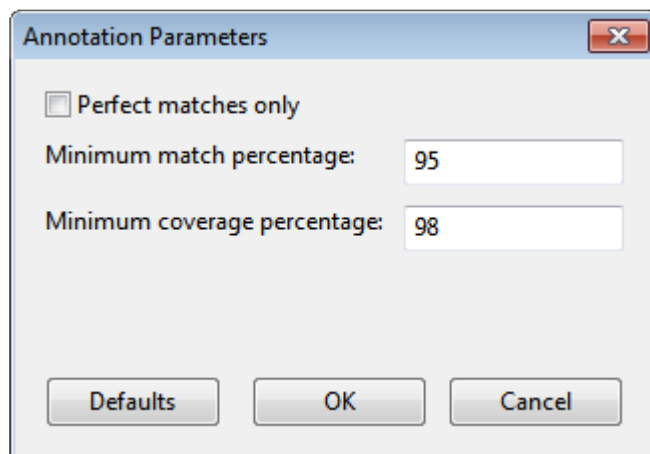 Annotation Parameters
Perfect matches only
Minimum match percentage: 95
Minimum coverage percentage: 98
Defaults OK Cancel